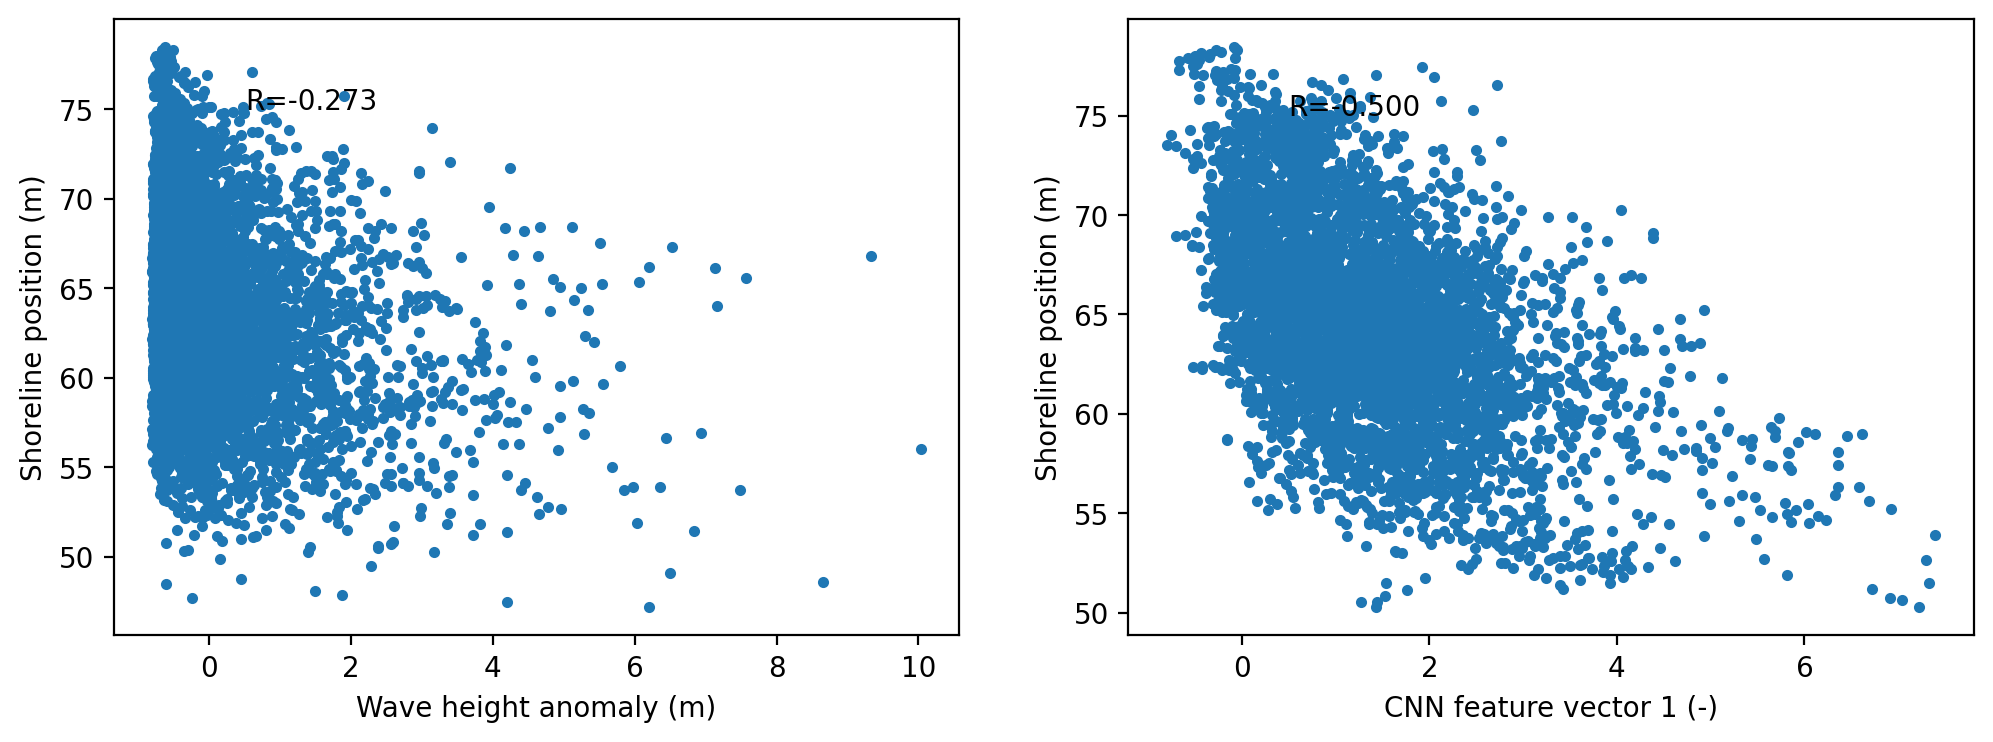 R=-0.273
75
70
65
60
55
50
Shoreline position (m)
0 2 4 6 8 10
Wave height anomaly (m)
R=-0.500
75
70
65
60
55
50
Shoreline position (m)
0 2 4 6
CNN feature vector 1 (-)